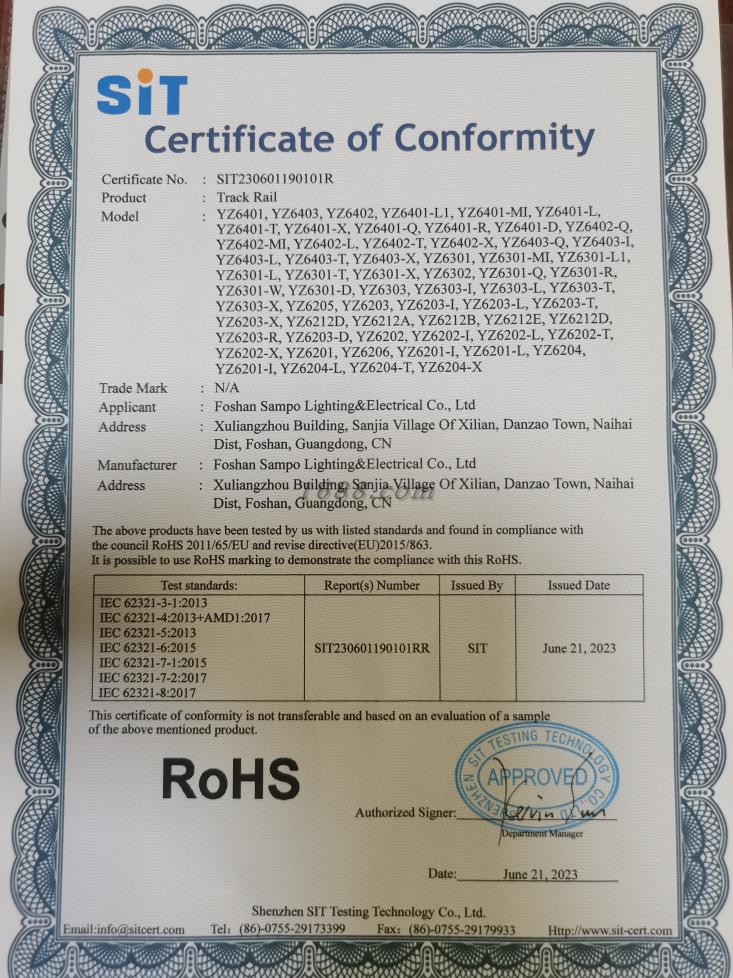 SiT
Certificate of Conformity
Certificate No. : SIT230601190101R
Product : Track Rail
Model : YZ6401, YZ6403, YZ6402, YZ6401-L1, YZ6401-MI, YZ6401-L,
YZ6401-T, YZ6401-X, YZ6401-Q, YZ6401-R, YZ6401-D, YZ6402-Q,
YZ6402-MI, YZ6402-L, YZ6402-T, YZ6402-X, YZ6403-Q, YZ6403-I,
YZ6403-L, YZ6403-T, YZ6403-X, YZ6301, YZ6301-MI, YZ6301-L1,
YZ6301-L, YZ6301-T, YZ6301-X, YZ6302, YZ6301-Q, YZ6301-R,
YZ6301-W, YZ6301-D, YZ6303, YZ6303-I, YZ6303-L, YZ6303-T,
YZ6303-X, YZ6205, YZ6203, YZ6203-I, YZ6203-L, YZ6203-T,
YZ6203-X, YZ6212D, YZ6212A, YZ6212B, YZ6212E, YZ6212D,
YZ6203-R, YZ6203-D, YZ6202, YZ6202-I, YZ6202-L, YZ6202-T,
YZ6202-X, YZ6201, YZ6206, YZ6201-I, YZ6201-L, YZ6204,
YZ6201-I, YZ6204-L, YZ6204-T, YZ6204-X
Trade Mark : N/A
Applicant : Foshan Sampo Lighting&Electrical Co., Ltd
Address : Xuliangzhou Building, Sanjia Village Of Xilian, Danzao Town, Naihai
Dist, Foshan, Guangdong, CN
Manufacturer : Foshan Sampo Lighting&Electrical Co., Ltd
Address : Xuliangzhou Building, Sanjia Village Of Xilian, Danzao Town, Naihai
Dist, Foshan, Guangdong, CN
1688.com
The above products have been tested by us with listed standards and found in compliance with
the council RoHS 2011/65/EU and revise directive(EU)2015/863.
It is possible to use RoHS marking to demonstrate the compliance with this RoHS.
Test standards: Report(s) Number Issued By Issued Date
IEC 62321-3-1:2013
IEC 62321-4:2013+AMD1:2017
IEC 62321-5:2013
IEC 62321-6:2015 SIT230601190101RR SIT June 21, 2023
IEC 62321-7-1:2015
IEC 62321-7-2:2017
IEC 62321-8:2017
This certificate of conformity is not transferable and based on an evaluation of a sample
of the above mentioned product.
RoHS
SHENZHEN SIT TESTING TECHNOLOGY CO., LTD
APPROVED
Authorized Signer:
Department Manager
Date: June 21, 2023
Shenzhen SIT Testing Technology Co., Ltd.
Email:info@sitcert.com Tel: (86)-0755-29173399 Fax: (86)-0755-29179933 Http://www.sit-cert.com